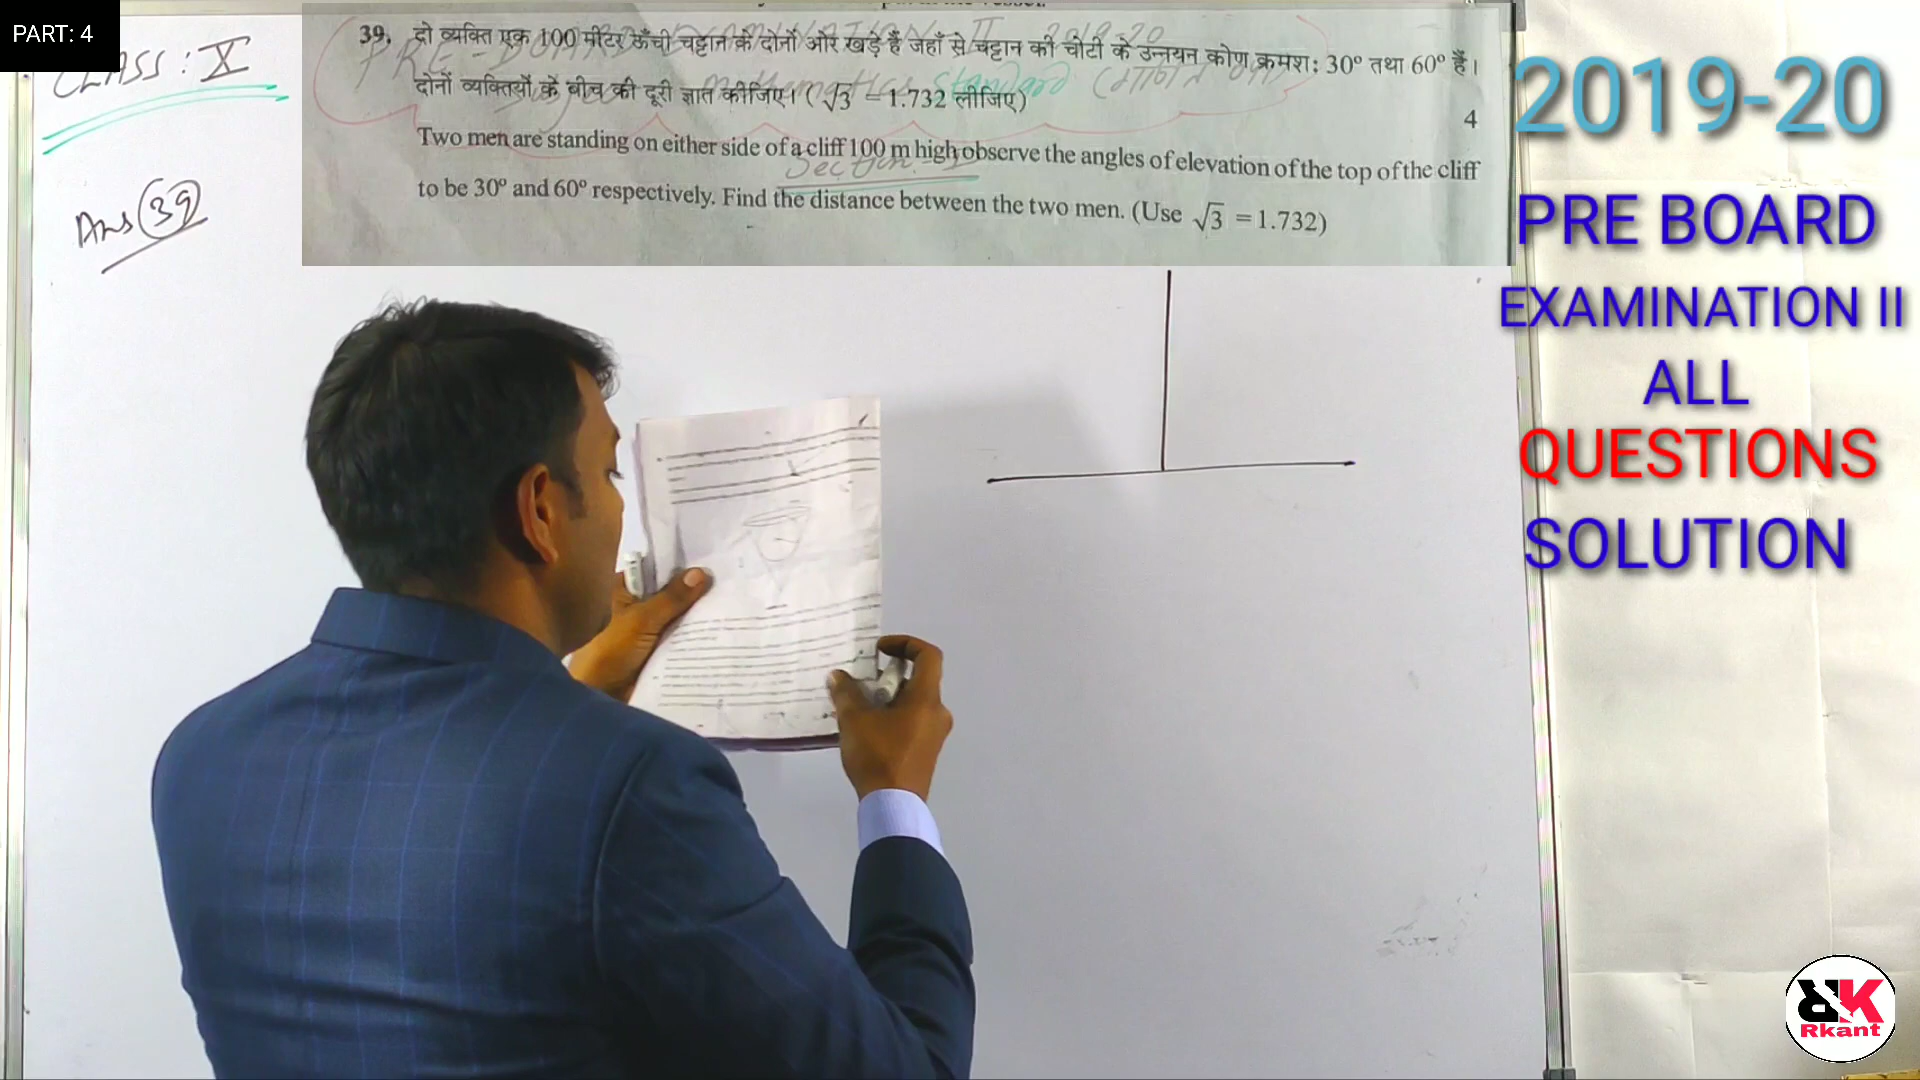 PART: 4
CLASS : X
39. दो व्यक्ति एक 100 मीटर ऊँची चट्टान के दोनों ओर खड़े हैं जहाँ से चट्टान की चोटी के उन्नयन कोण क्रमश: 30° तथा 60° हैं।
दोनों व्यक्तियों के बीच की दूरी ज्ञात कीजिए। ( √3 = 1.732 लीजिए)
4
Two men are standing on either side of a cliff 100 m high observe the angles of elevation of the top of the cliff
to be 30° and 60° respectively. Find the distance between the two men. (Use √3 = 1.732)
Ans 39
2019-20
PRE BOARD
EXAMINATION II
ALL
QUESTIONS
SOLUTION
RK
Rkant